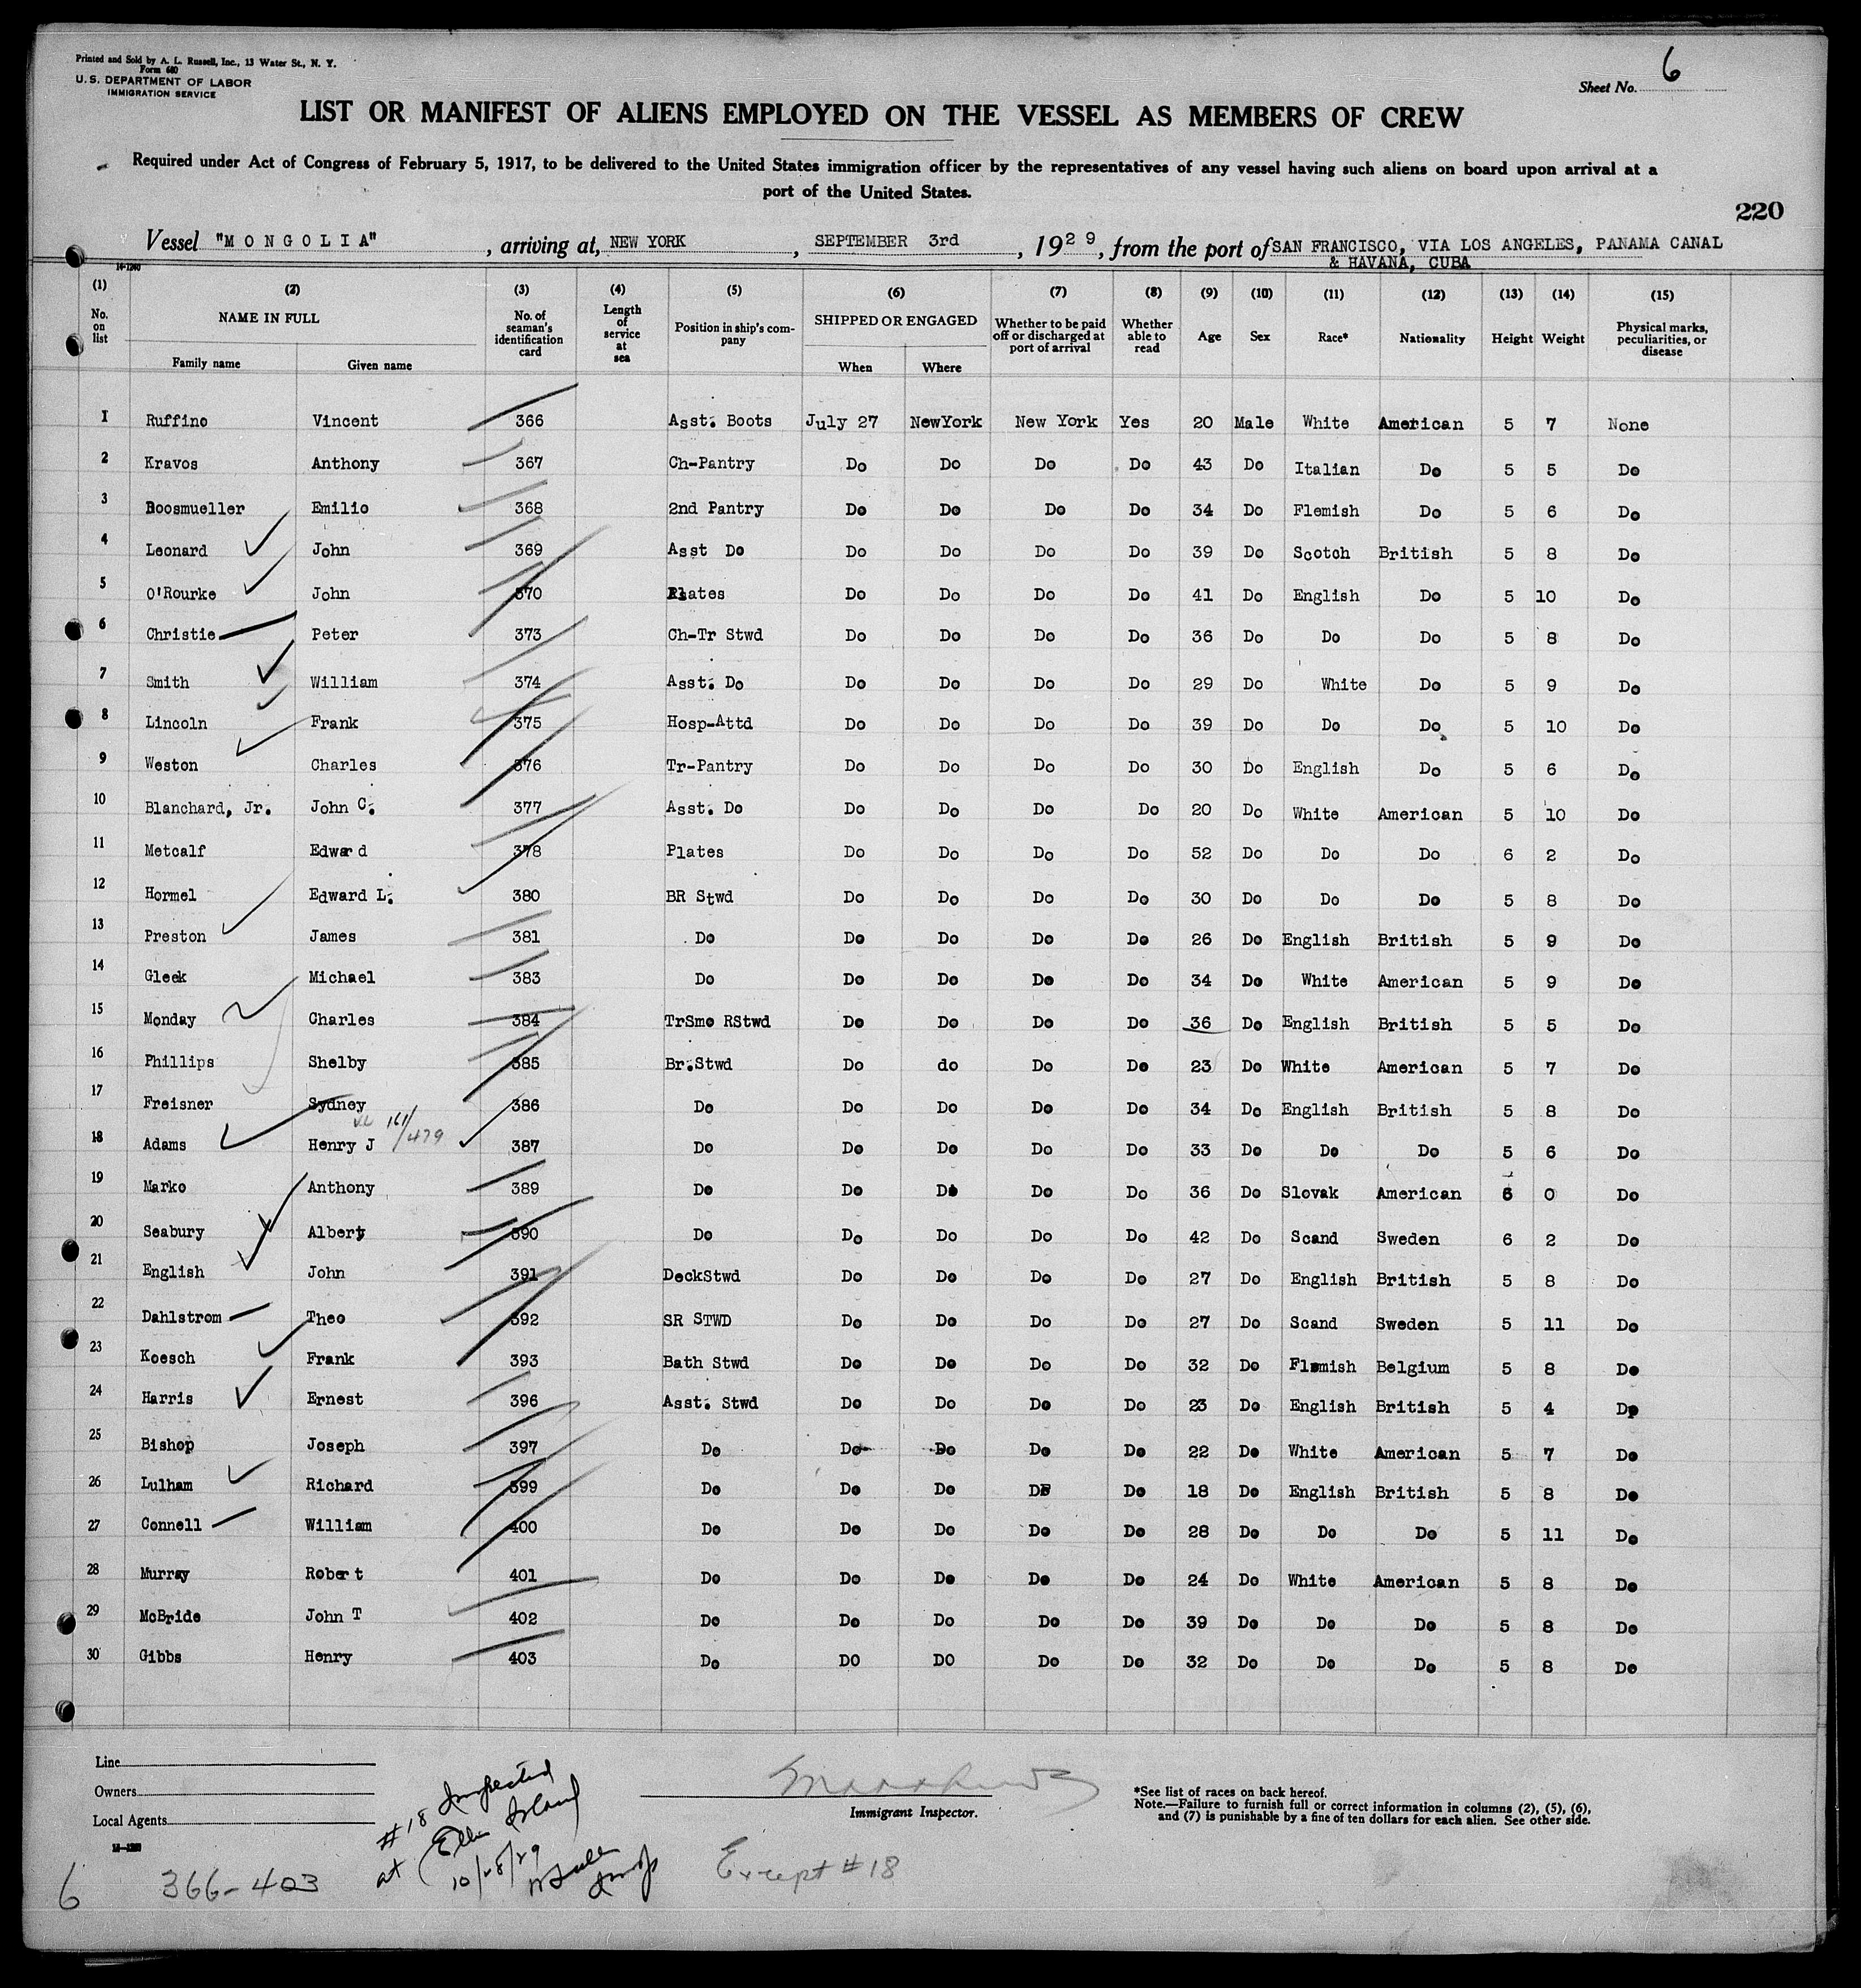 Printed and Sold by A. L. Russell, Inc., 13 Water St., N. Y.
Form 680
U. S. DEPARTMENT OF LABOR
IMMIGRATION SERVICE
Sheet No. 6
LIST OR MANIFEST OF ALIENS EMPLOYED ON THE VESSEL AS MEMBERS OF CREW
Required under Act of Congress of February 5, 1917, to be delivered to the United States immigration officer by the representatives of any vessel having such aliens on board upon arrival at a
port of the United States.
220
Vessel "MONGOLIA", arriving at, NEW YORK, SEPTEMBER 3rd, 1929, from the port of SAN FRANCISCO, VIA LOS ANGELES, PANAMA CANAL
& HAVANA, CUBA
14-1240
(1) (2) (3) (4) (5) (6) (7) (8) (9) (10) (11) (12) (13) (14) (15)
No. on list NAME IN FULL Family name Given name No. of seaman's identification card Length of service at sea Position in ship's company SHIPPED OR ENGAGED When Where Whether to be paid off or discharged at port of arrival Whether able to read Age Sex Race* Nationality Height Weight Physical marks, peculiarities, or disease
1 Ruffino Vincent 366 Asst. Boots July 27 NewYork New York Yes 20 Male White American 5 7 None
2 Kravos Anthony 367 Ch-Pantry Do Do Do Do 43 Do Italian Do 5 5 Do
3 Boosmueller Emilio 368 2nd Pantry Do Do Do Do 34 Do Flemish Do 5 6 Do
4 Leonard John 369 Asst Do Do Do Do Do 39 Do Scotch British 5 8 Do
5 O'Rourke John 370 Plates Do Do Do Do 41 Do English Do 5 10 Do
6 Christie Peter 373 Ch-Tr Stwd Do Do Do Do 36 Do Do Do 5 8 Do
7 Smith William 374 Asst. Do Do Do Do Do 29 Do White Do 5 9 Do
8 Lincoln Frank 375 Hosp-Attd Do Do Do Do 39 Do Do Do 5 10 Do
9 Weston Charles 376 Tr-Pantry Do Do Do Do 30 Do English Do 5 6 Do
10 Blanchard, Jr. John C. 377 Asst. Do Do Do Do Do 20 Do White American 5 10 Do
11 Metcalf Edward 378 Plates Do Do Do Do 52 Do Do Do 6 2 Do
12 Hormel Edward L. 380 BR Stwd Do Do Do Do 30 Do Do Do 5 8 Do
13 Preston James 381 Do Do Do Do Do 26 Do English British 5 9 Do
14 Gleek Michael 383 Do Do Do Do Do 34 Do White American 5 9 Do
15 Monday Charles 384 TrSmo RStwd Do Do Do Do 36 Do English British 5 5 Do
16 Phillips Shelby 385 Br.Stwd Do do Do Do 23 Do White American 5 7 Do
17 Freisner Sydney 386 Do Do Do Do Do 34 Do English British 5 8 Do
161/479
18 Adams Henry J 387 Do Do Do Do Do 33 Do Do Do 5 6 Do
19 Marko Anthony 389 Do Do Do Do Do 36 Do Slovak American 6 0 Do
20 Seabury Albert 390 Do Do Do Do Do 42 Do Scand Sweden 6 2 Do
21 English John 391 DeckStwd Do Do Do Do 27 Do English British 5 8 Do
22 Dahlstrom Theo 392 SR STWD Do Do Do Do 27 Do Scand Sweden 5 11 Do
23 Koesch Frank 393 Bath Stwd Do Do Do Do 32 Do Flemish Belgium 5 8 Do
24 Harris Ernest 396 Asst. Stwd Do Do Do Do 23 Do English British 5 4 Do
25 Bishop Joseph 397 Do Do Do Do Do 22 Do White American 5 7 Do
26 Lulham Richard 399 Do Do Do Do Do 18 Do English British 5 8 Do
27 Connell William 400 Do Do Do Do Do 28 Do Do Do 5 11 Do
28 Murray Robert 401 Do Do Do Do Do 24 Do White American 5 8 Do
29 McBride John T 402 Do Do Do Do Do 39 Do Do Do 5 8 Do
30 Gibbs Henry 403 Do DO DO Do Do 32 Do Do Do 5 8 Do
Line
Owners
Local Agents
Immigrant Inspector.
*See list of races on back hereof.
Note.—Failure to furnish full or correct information in columns (2), (5), (6),
and (7) is punishable by a fine of ten dollars for each alien. See other side.
#18 Inspected
at Ellis Island
10/28/29
Insp
Except #18
6 366-403